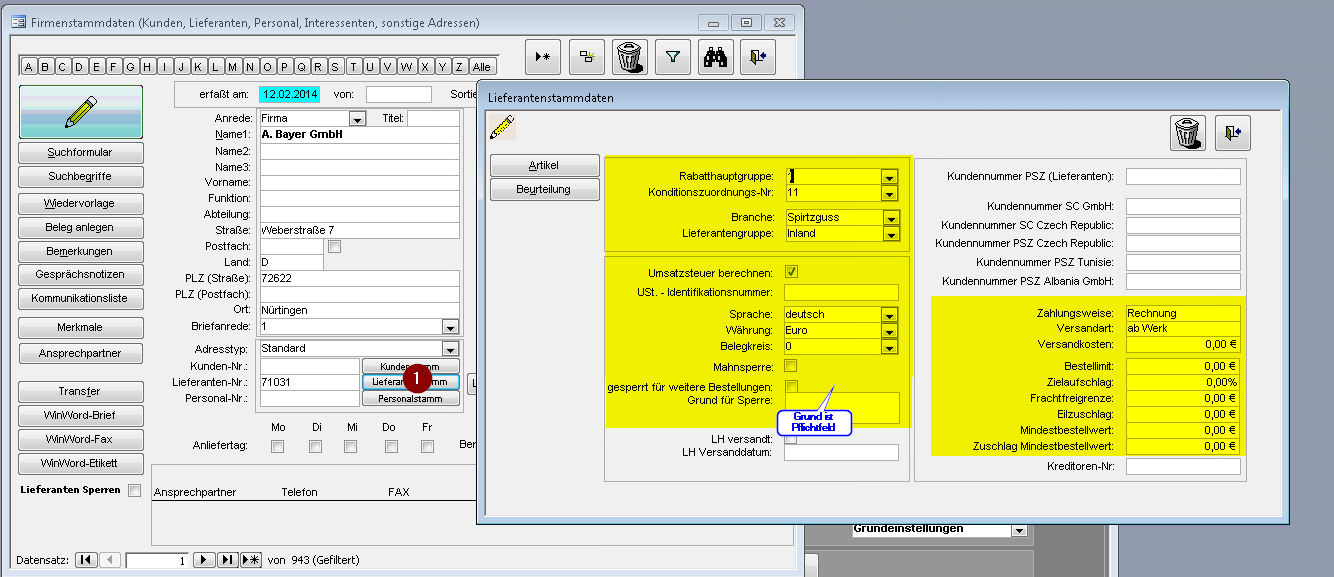 Firmenstammdaten (Kunden, Lieferanten, Personal, Interessenten, sonstige Adressen)
A B C D E F G H I J K L M N O P Q R S T U V W X Y Z Alle
erfaßt am: 12.02.2014 von: Sortie
Anrede: Firma Titel:
Name1: A. Bayer GmbH
Name2:
Name3:
Vorname:
Funktion:
Abteilung:
Straße: Weberstraße 7
Postfach:
Land: D
PLZ (Straße): 72622
PLZ (Postfach):
Ort: Nürtingen
Briefanrede: 1
Adresstyp: Standard
Kunden-Nr.:
Lieferanten-Nr.: 71031
Personal-Nr.:
1
Personalstamm
Mo Di Mi Do Fr
Anliefertag: Ber
Suchformular
Suchbegriffe
Wiedervorlage
Beleg anlegen
Bemerkungen
Gesprächsnotizen
Kommunikationsliste
Merkmale
Ansprechpartner
Transfer
WinWord-Brief
WinWord-Fax
WinWord-Etikett
Lieferanten Sperren
Ansprechpartner Telefon FAX
Datensatz: 1 von 943 (Gefiltert)
Lieferantenstammdaten
Artikel
Beurteilung
Rabatthauptgruppe:
Konditionszuordnungs-Nr: 11
Branche: Spirtzguss
Lieferantengruppe: Inland
Umsatzsteuer berechnen:
USt. - Identifikationsnummer:
Sprache: deutsch
Währung: Euro
Belegkreis: 0
Mahnsperre:
gesperrt für weitere Bestellungen:
Grund für Sperre:
Grund ist
Pflichtfeld
LH versandt:
LH Versanddatum:
Kundennummer PSZ (Lieferanten):
Kundennummer SC GmbH:
Kundennummer SC Czech Republic:
Kundennummer PSZ Czech Republic:
Kundennummer PSZ Tunisie:
Kundennummer PSZ Albania GmbH:
Zahlungsweise: Rechnung
Versandart: ab Werk
Versandkosten: 0,00 €
Bestellimit: 0,00 €
Zielaufschlag: 0,00%
Frachtfreigrenze: 0,00 €
Eilzuschlag: 0,00 €
Mindestbestellwert: 0,00 €
Zuschlag Mindestbestellwert: 0,00 €
Kreditoren-Nr:
Grundeinstellungen